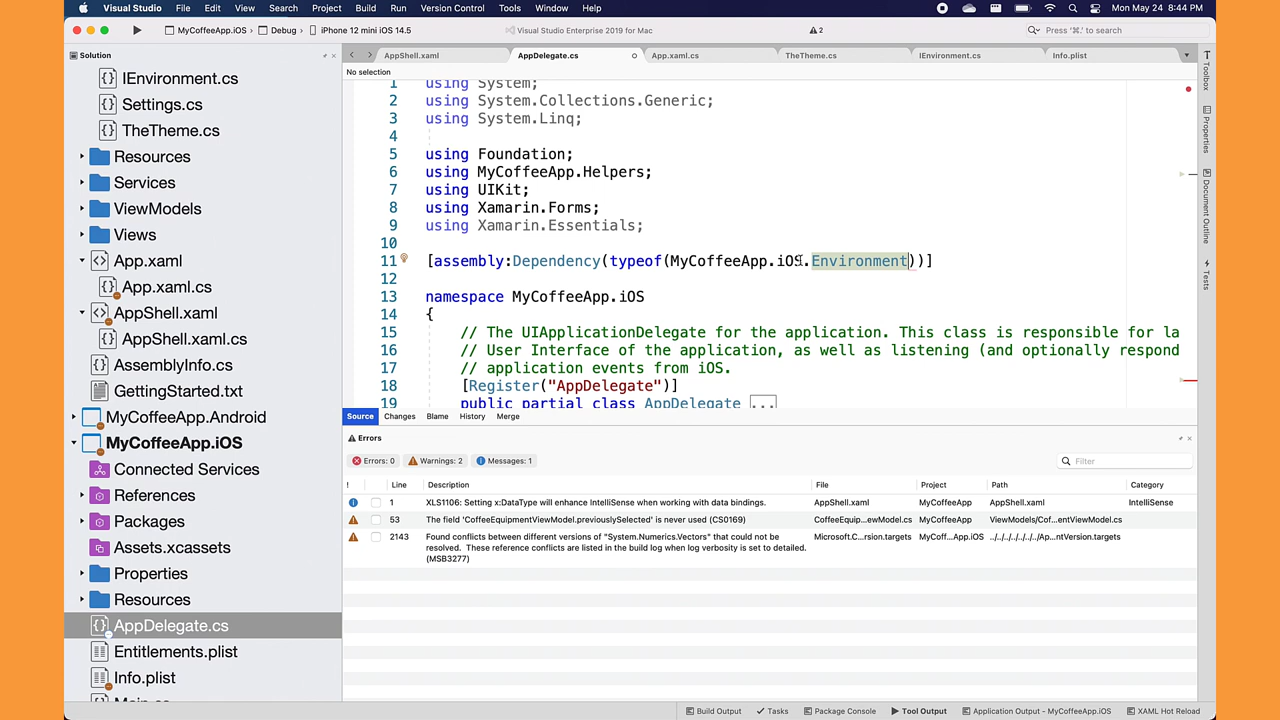 Visual Studio File Edit View Search Project Build Run Version Control Tools Window Help Mon May 24 8:44 PM
MyCoffeeApp.iOS Debug iPhone 12 mini iOS 14.5 Visual Studio Enterprise 2019 for Mac 2 Press '⌘.' to search
Solution
IEnvironment.cs
Settings.cs
TheTheme.cs
Resources
Services
ViewModels
Views
App.xaml
App.xaml.cs
AppShell.xaml
AppShell.xaml.cs
AssemblyInfo.cs
GettingStarted.txt
MyCoffeeApp.Android
MyCoffeeApp.iOS
Connected Services
References
Packages
Assets.xcassets
Properties
Resources
AppDelegate.cs
Entitlements.plist
Info.plist
AppShell.xaml AppDelegate.cs App.xaml.cs TheTheme.cs IEnvironment.cs Info.plist
No selection
1 using System;
2 using System.Collections.Generic;
3 using System.Linq;
4
5 using Foundation;
6 using MyCoffeeApp.Helpers;
7 using UIKit;
8 using Xamarin.Forms;
9 using Xamarin.Essentials;
10
11 [assembly:Dependency(typeof(MyCoffeeApp.iOS.Environment))]
12
13 namespace MyCoffeeApp.iOS
14 {
15 // The UIApplicationDelegate for the application. This class is responsible for la
16 // User Interface of the application, as well as listening (and optionally respond
17 // application events from iOS.
18 [Register("AppDelegate")]
19 public partial class AppDelegate ...
Source Changes Blame History Merge
Errors
Errors: 0 Warnings: 2 Messages: 1 Filter
! Line Description File Project Path Category
1 XLS1106: Setting x:DataType will enhance IntelliSense when working with data bindings. AppShell.xaml MyCoffeeApp AppShell.xaml IntelliSense
53 The field 'CoffeeEquipmentViewModel.previouslySelected' is never used (CS0169) CoffeeEquip...ewModel.cs MyCoffeeApp ViewModels/Cof...entViewModel.cs
2143 Found conflicts between different versions of "System.Numerics.Vectors" that could not be Microsoft.C...rsion.targets MyCoff...App.iOS ../../../../../../Ap...ntVersion.targets
resolved. These reference conflicts are listed in the build log when log verbosity is set to detailed.
(MSB3277)
Toolbox
Properties
Document Outline
Tests
Build Output Tasks Package Console Tool Output Application Output - MyCoffeeApp.iOS XAML Hot Reload